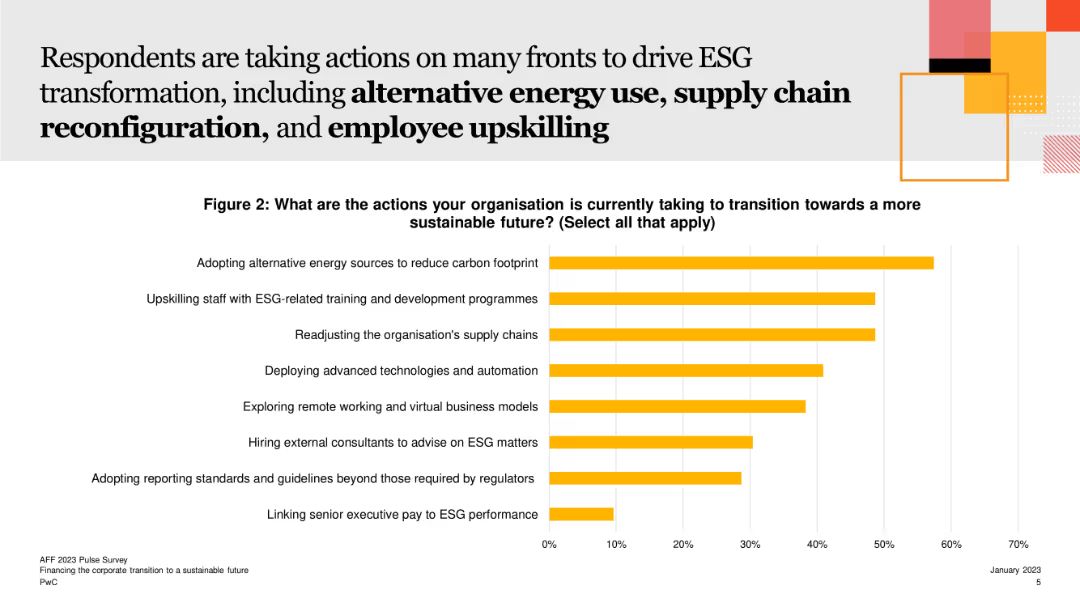 Respondents are taking actions on many fronts to drive ESG
transformation, including alternative energy use, supply chain
reconfiguration, and employee upskilling
Figure 2: What are the actions your organisation is currently taking to transition towards a more
sustainable future? (Select all that apply)
Adopting alternative energy sources to reduce carbon footprint
Upskilling staff with ESG-related training and development programmes
Readjusting the organisation's supply chains
Deploying advanced technologies and automation
Exploring remote working and virtual business models
Hiring external consultants to advise on ESG matters
Adopting reporting standards and guidelines beyond those required by regulators
Linking senior executive pay to ESG performance
0% 10% 20% 30% 40% 50% 60% 70%
AFF 2023 Pulse Survey
Financing the corporate transition to a sustainable future
PwC
January 2023
5